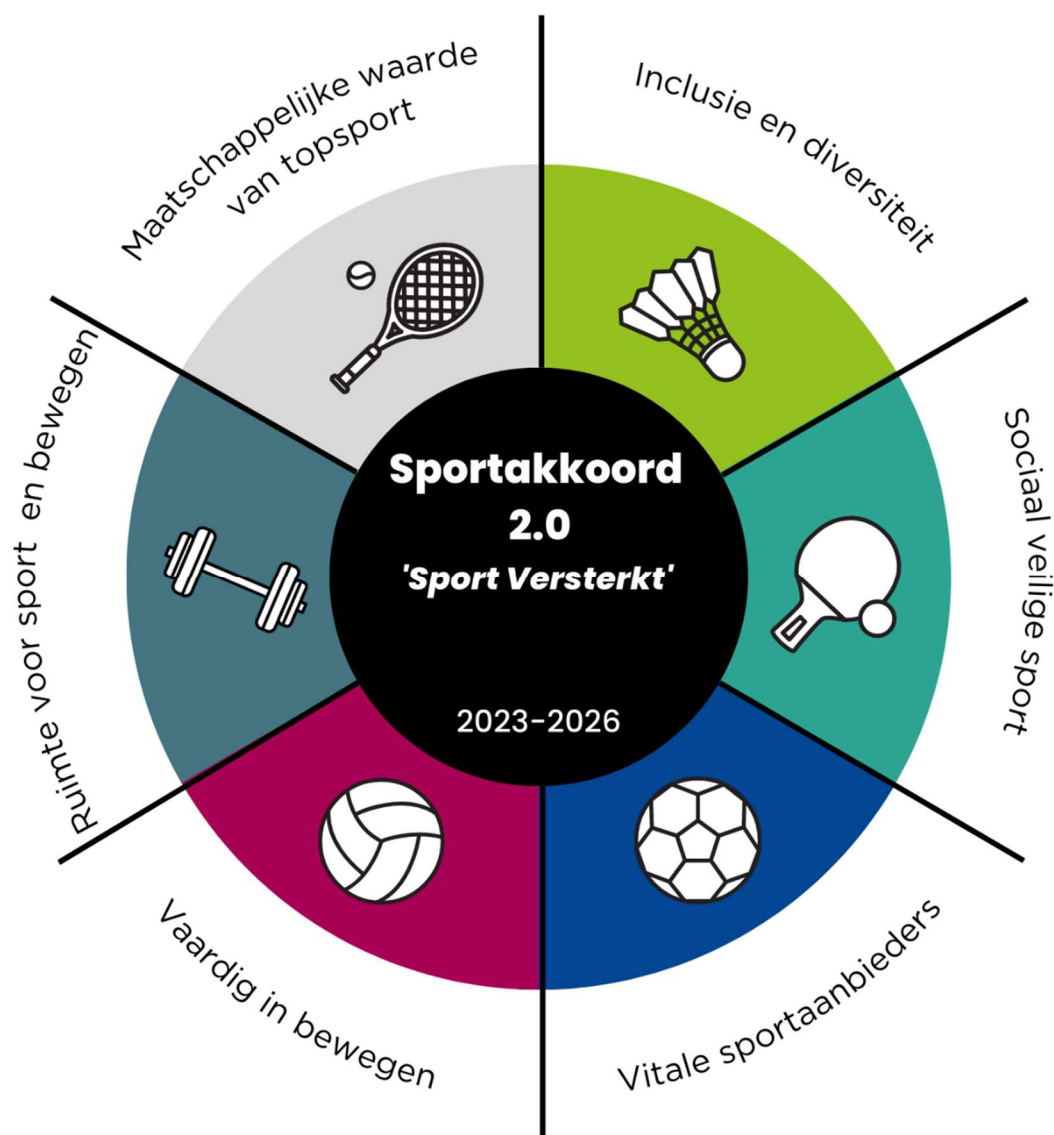 Maatschappelijke waarde
van topsport
Inclusie en diversiteit
Sociaal veilige sport
Vitale sportaanbieders
Vaardig in bewegen
Ruimte voor sport en bewegen
Sportakkoord
2.0
'Sport Versterkt'
2023-2026